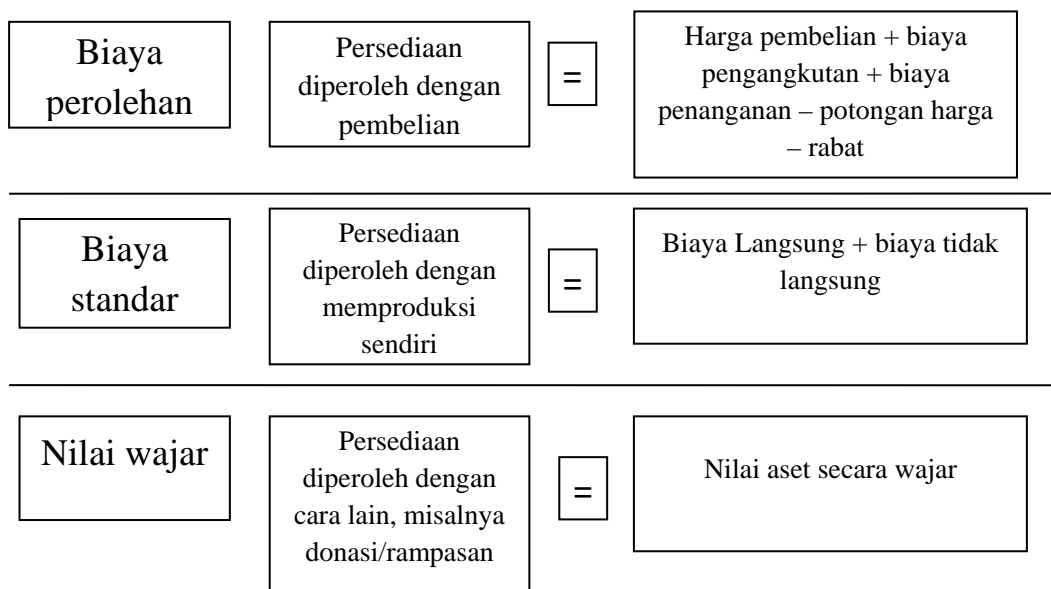 Biaya
perolehan
Persediaan
diperoleh dengan
pembelian
=
Harga pembelian + biaya
pengangkutan + biaya
penanganan – potongan harga
– rabat
Biaya
standar
Persediaan
diperoleh dengan
memproduksi
sendiri
=
Biaya Langsung + biaya tidak
langsung
Nilai wajar
Persediaan
diperoleh dengan
cara lain, misalnya
donasi/rampasan
=
Nilai aset secara wajar